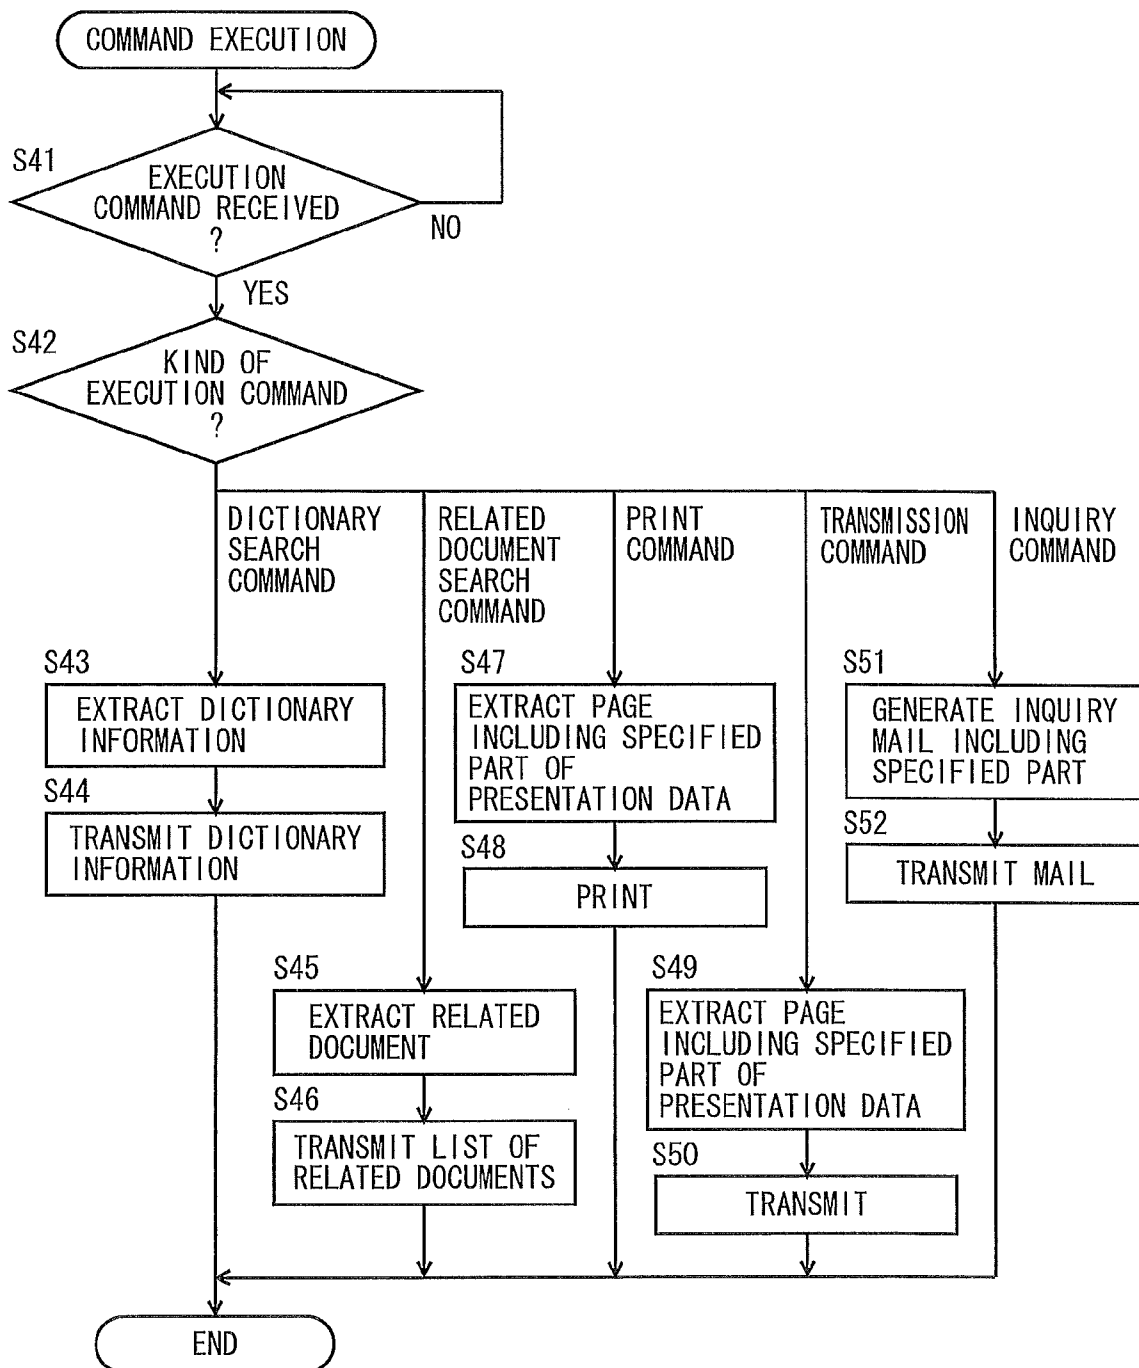 COMMAND EXECUTION
S41
EXECUTION
COMMAND RECEIVED
?
NO
YES
S42
KIND OF
EXECUTION COMMAND
?
DICTIONARY
SEARCH
COMMAND
RELATED
DOCUMENT
SEARCH
COMMAND
PRINT
COMMAND
TRANSMISSION
COMMAND
INQUIRY
COMMAND
S43
EXTRACT DICTIONARY
INFORMATION
S44
TRANSMIT DICTIONARY
INFORMATION
S45
EXTRACT RELATED
DOCUMENT
S46
TRANSMIT LIST OF
RELATED DOCUMENTS
S47
EXTRACT PAGE
INCLUDING SPECIFIED
PART OF
PRESENTATION DATA
S48
PRINT
S49
EXTRACT PAGE
INCLUDING SPECIFIED
PART OF
PRESENTATION DATA
S50
TRANSMIT
S51
GENERATE INQUIRY
MAIL INCLUDING
SPECIFIED PART
S52
TRANSMIT MAIL
END